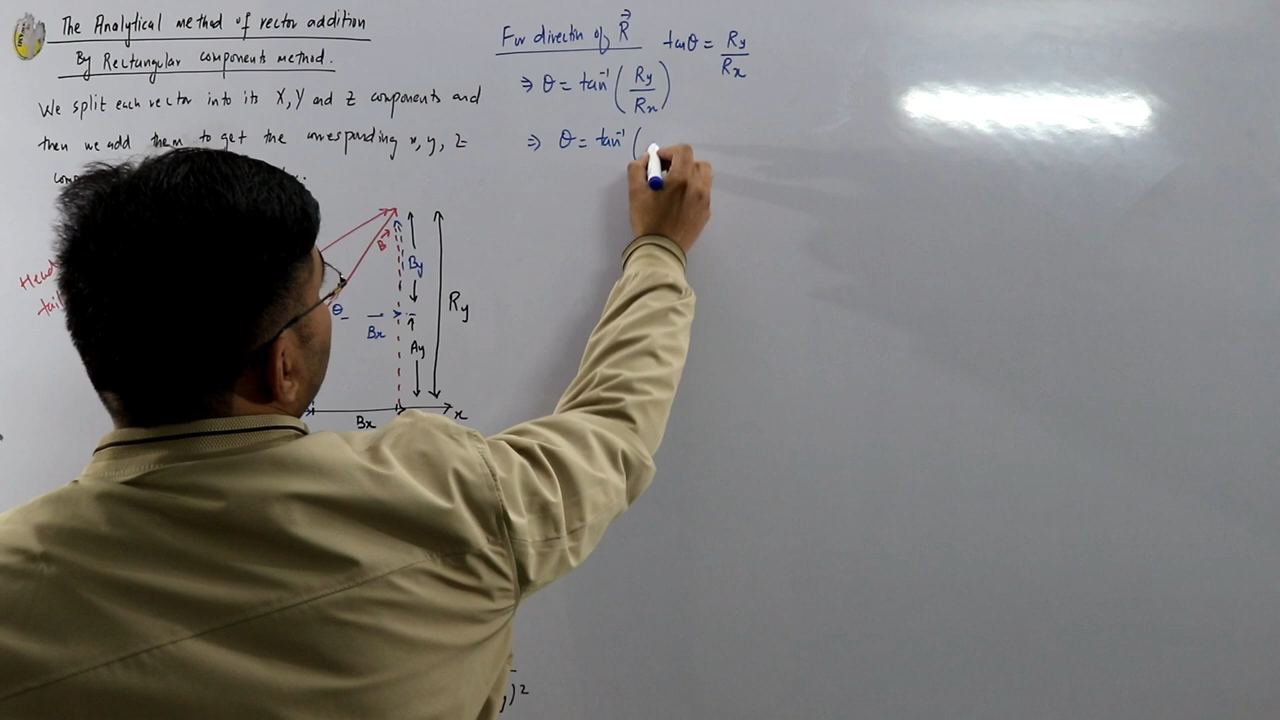 The Analytical method of vector addition
By Rectangular components method.
We split each vector into its X, Y and Z components and
then we add them to get the corresponding x, y, z
Head
tail
B⃗
By
Ry
θ
Bx
Ay
Bx
x
For direction of R⃗ tanθ = Ry/Rx
⇒ θ = tan⁻¹(Ry/Rx)
⇒ θ = tan⁻¹(
)²